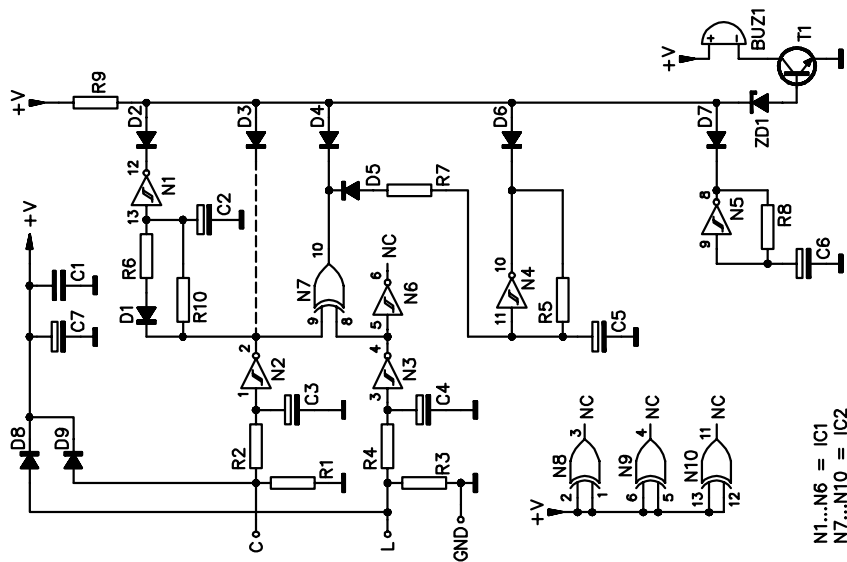 +V
R9
D2
D3
D4
D6
D7
+
-
BUZ1
+V
T1
ZD1
12
N1
13
C2
D5
R7
8
N5
9
R8
C6
+V
C1
C7
R6
D1
R10
10
N7
9
8
NC
6
N6
5
10
N4
11
R5
C5
2
N2
1
C3
4
N3
3
C4
D8
D9
R2
R1
R4
R3
C
L
GND
+V
N8
2
1
3
NC
N9
6
5
4
NC
N10
13
12
11
NC
N1...N6 = IC1
N7...N10 = IC2